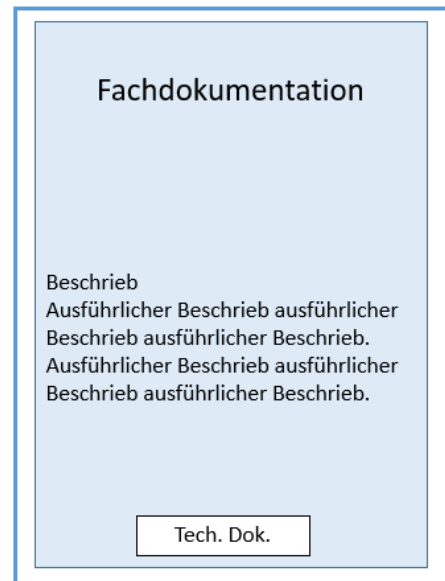 Fachdokumentation
Beschrieb
Ausführlicher Beschrieb ausführlicher
Beschrieb ausführlicher Beschrieb.
Ausführlicher Beschrieb ausführlicher
Beschrieb ausführlicher Beschrieb.
Tech. Dok.